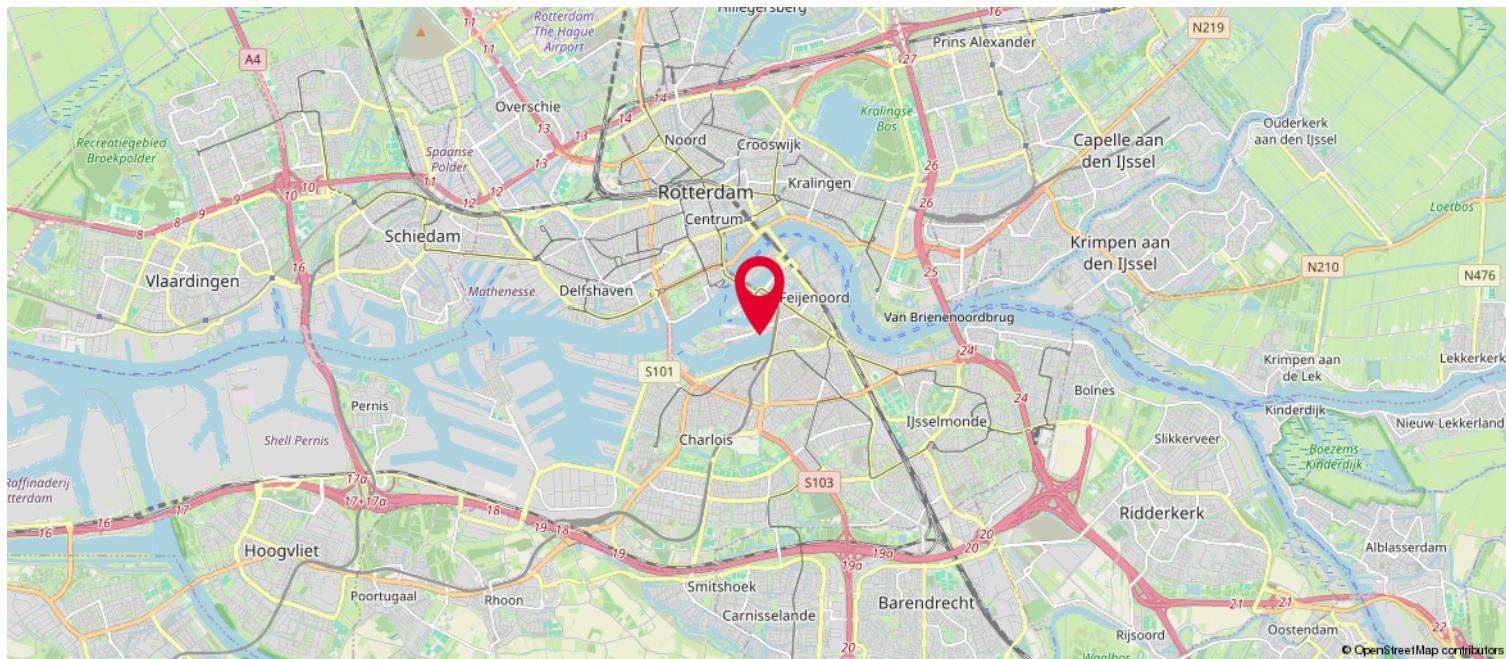 Hillegersberg
16
11
Rotterdam
The Hague
Airport
N219
Prins Alexander
11
A4
27
14
Overschie
Kralingse
Bos
13
14
Ouderkerk
aan den IJssel
Recreatiegebied
Broekpolder
Noord
Crooswijk
Capelle aan
den IJssel
Spaanse
Polder
13
26
11
10
10
Kralingen
Rotterdam
12
9
9
26
Loetbos
8
8
Centrum
Schiedam
Krimpen aan
den IJssel
16
25
N210
N476
Vlaardingen
Mathenesse
Delfshaven
Feijenoord
Van Brienenoordbrug
24
Krimpen aan
de Lek
Lekkerkerk
S101
Bolnes
24
Pernis
Kinderdijk
IJsselmonde
Nieuw-Lekkerland
Shell Pernis
Charlois
Slikkerveer
Boezems
Kinderdijk
17a
S103
Raffinaderij
tterdam
17+17a
17
18
Ridderkerk
16
16
19
18
20
20
Hoogvliet
19
19a
19a
Alblasserdam
Smitshoek
Poortugaal
Rhoon
Barendrecht
21
21
Carnisselande
22
Oostendam
Rijsoord
20
Waalbos
© OpenStreetMap contributors